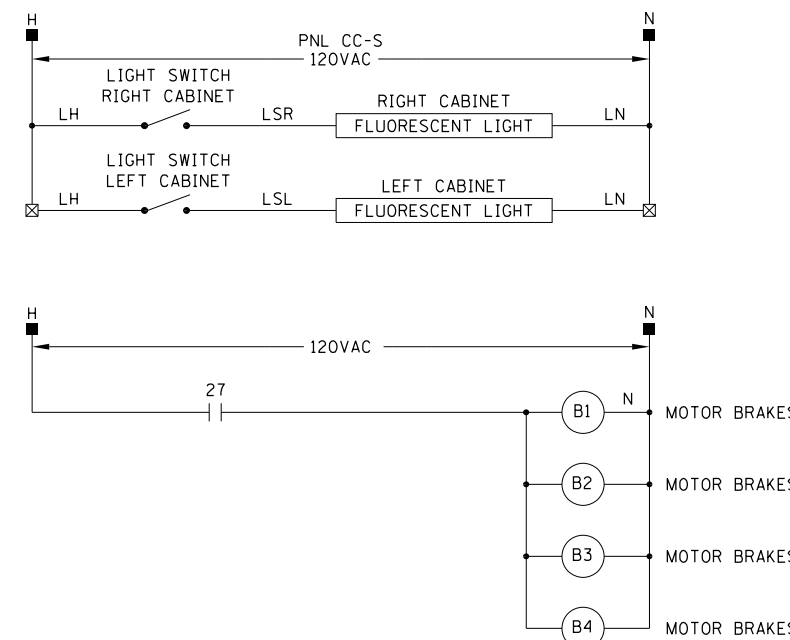 H N
PNL CC-S
120VAC
LIGHT SWITCH
RIGHT CABINET
RIGHT CABINET
LH LSR FLUORESCENT LIGHT LN
LIGHT SWITCH
LEFT CABINET
LEFT CABINET
LH LSL FLUORESCENT LIGHT LN
H N
120VAC
27
B1 N MOTOR BRAKES
B2 MOTOR BRAKES
B3 MOTOR BRAKES
B4 MOTOR BRAKES